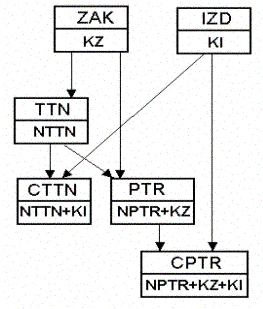 ZAK
KZ
IZD
KI
TTN
NTTN
CTTN
NTTN+KI
PTR
NPTR+KZ
CPTR
NPTR+KZ+KI